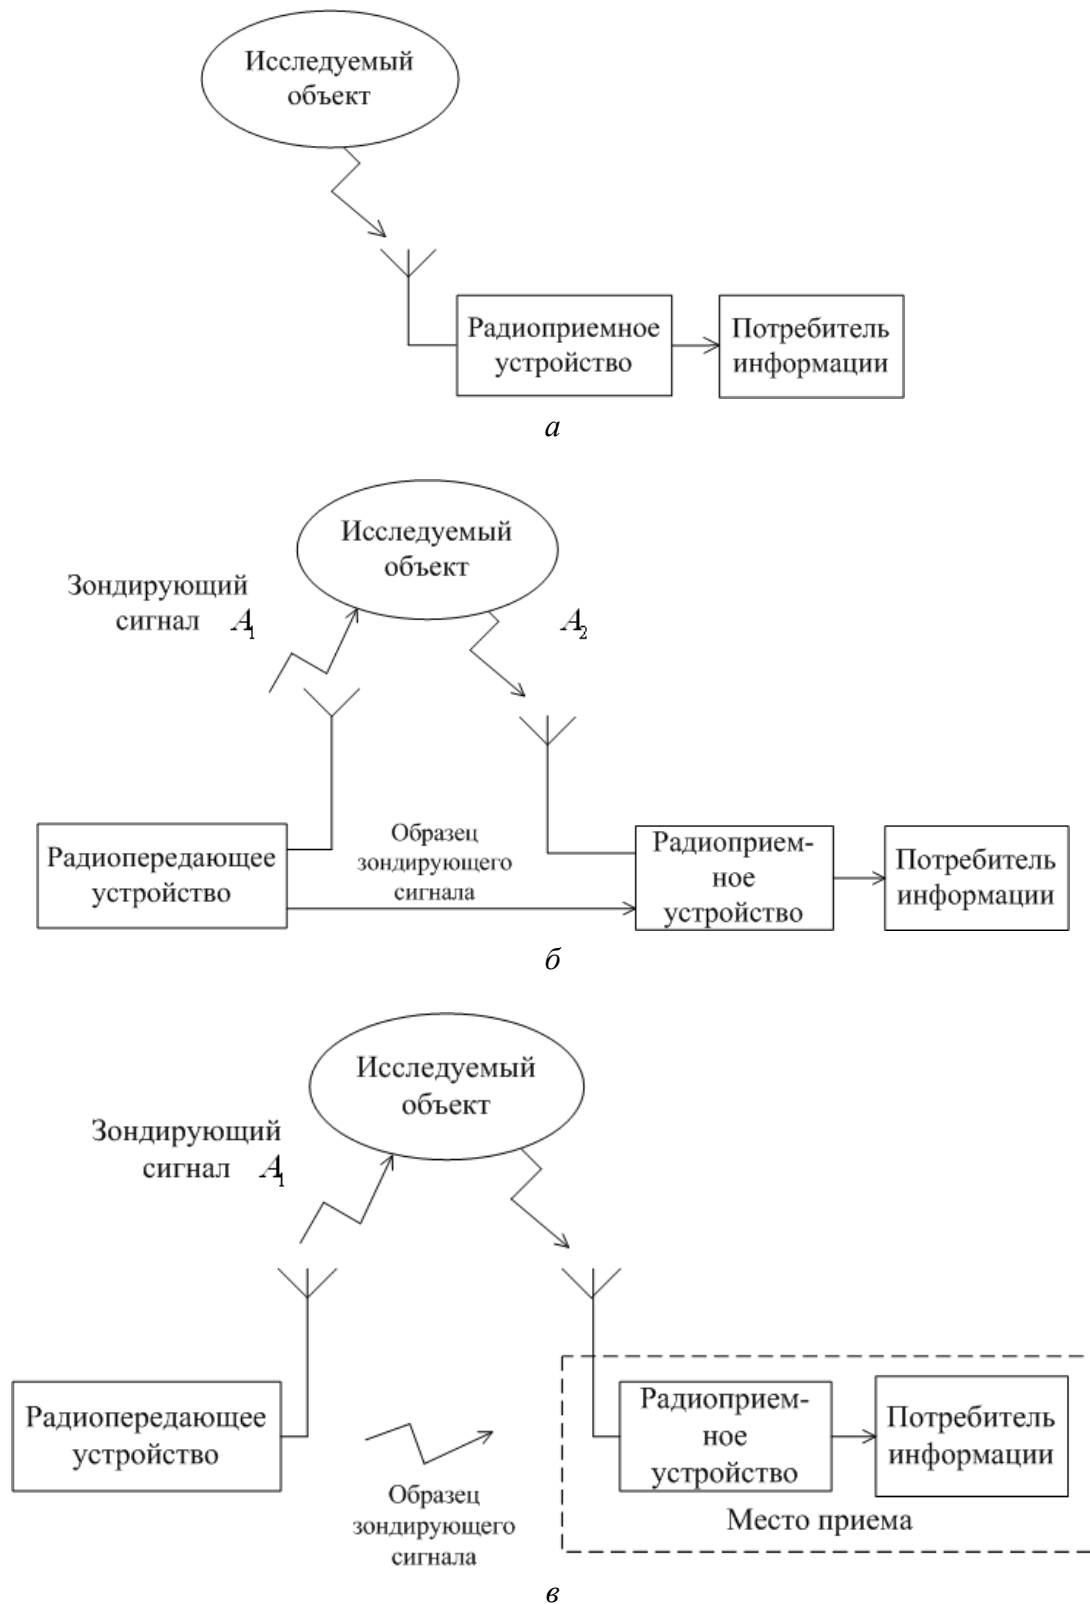 Исследуемый
объект
Радиоприемное
устройство
Потребитель
информации
а
Исследуемый
объект
Зондирующий
сигнал A₁
A₂
Радиопередающее
устройство
Образец
зондирующего
сигнала
Радиоприем-
ное
устройство
Потребитель
информации
б
Исследуемый
объект
Зондирующий
сигнал A₁
Радиопередающее
устройство
Образец
зондирующего
сигнала
Радиоприем-
ное
устройство
Потребитель
информации
Место приема
в